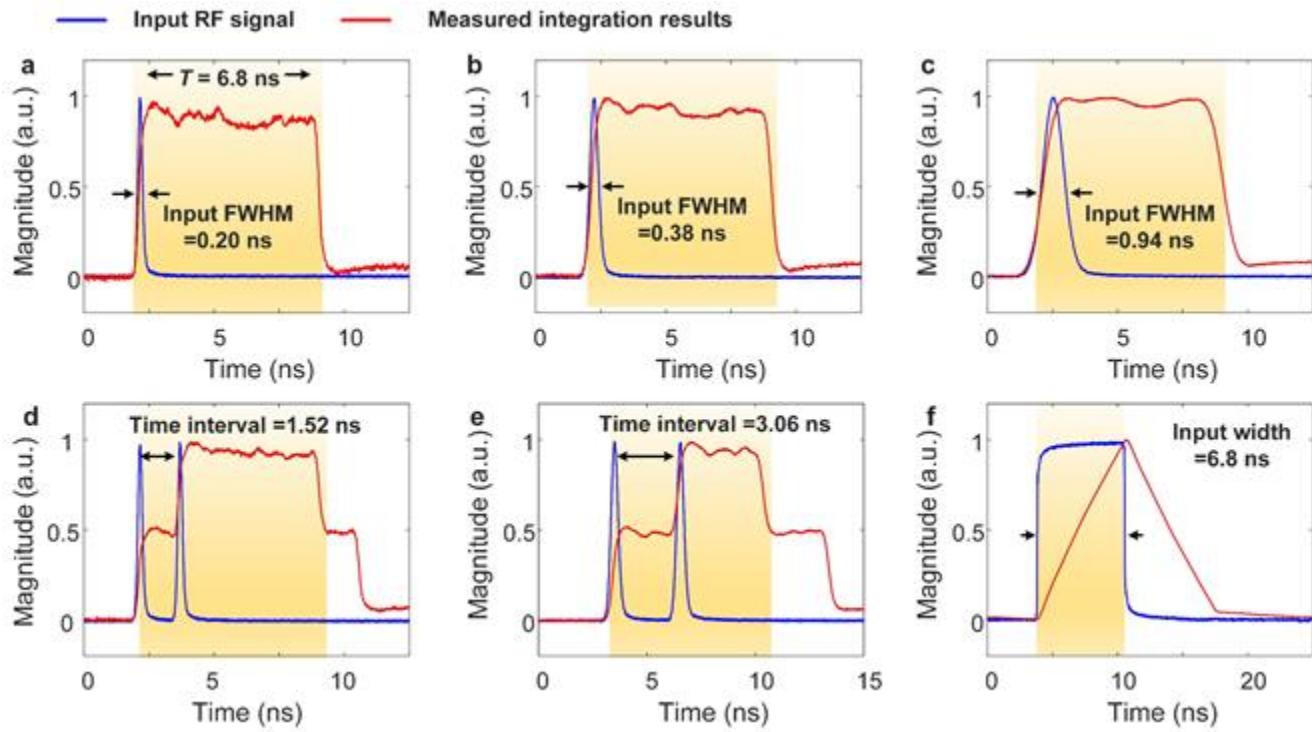 Input RF signal
Measured integration results
a
T = 6.8 ns
Magnitude (a.u.)
1
0.5
0
Input FWHM
=0.20 ns
0
5
10
Time (ns)
b
Magnitude (a.u.)
1
0.5
0
Input FWHM
=0.38 ns
0
5
10
Time (ns)
c
Magnitude (a.u.)
1
0.5
0
Input FWHM
=0.94 ns
0
5
10
Time (ns)
d
Time interval =1.52 ns
Magnitude (a.u.)
1
0.5
0
0
5
10
Time (ns)
e
Time interval =3.06 ns
Magnitude (a.u.)
1
0.5
0
0
5
10
15
Time (ns)
f
Input width
=6.8 ns
Magnitude (a.u.)
1
0.5
0
0
10
20
Time (ns)